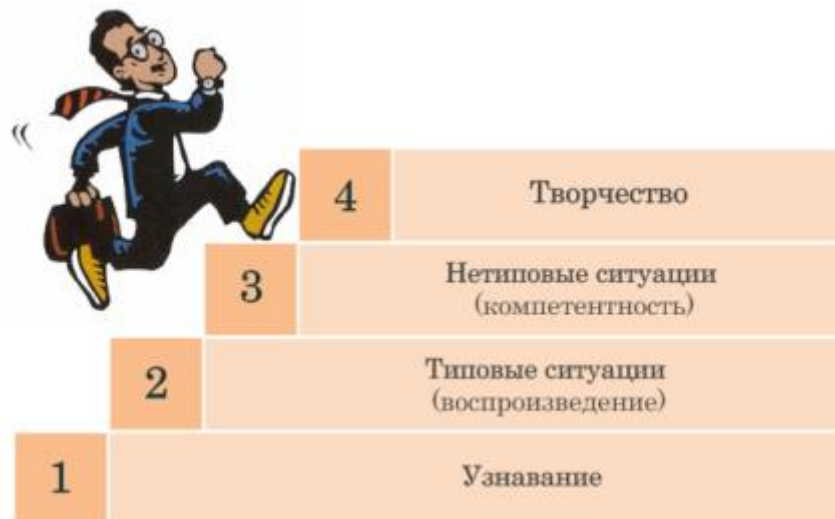 4 Творчество
3 Нетиповые ситуации
(компетентность)
2 Типовые ситуации
(воспроизведение)
1 Узнавание